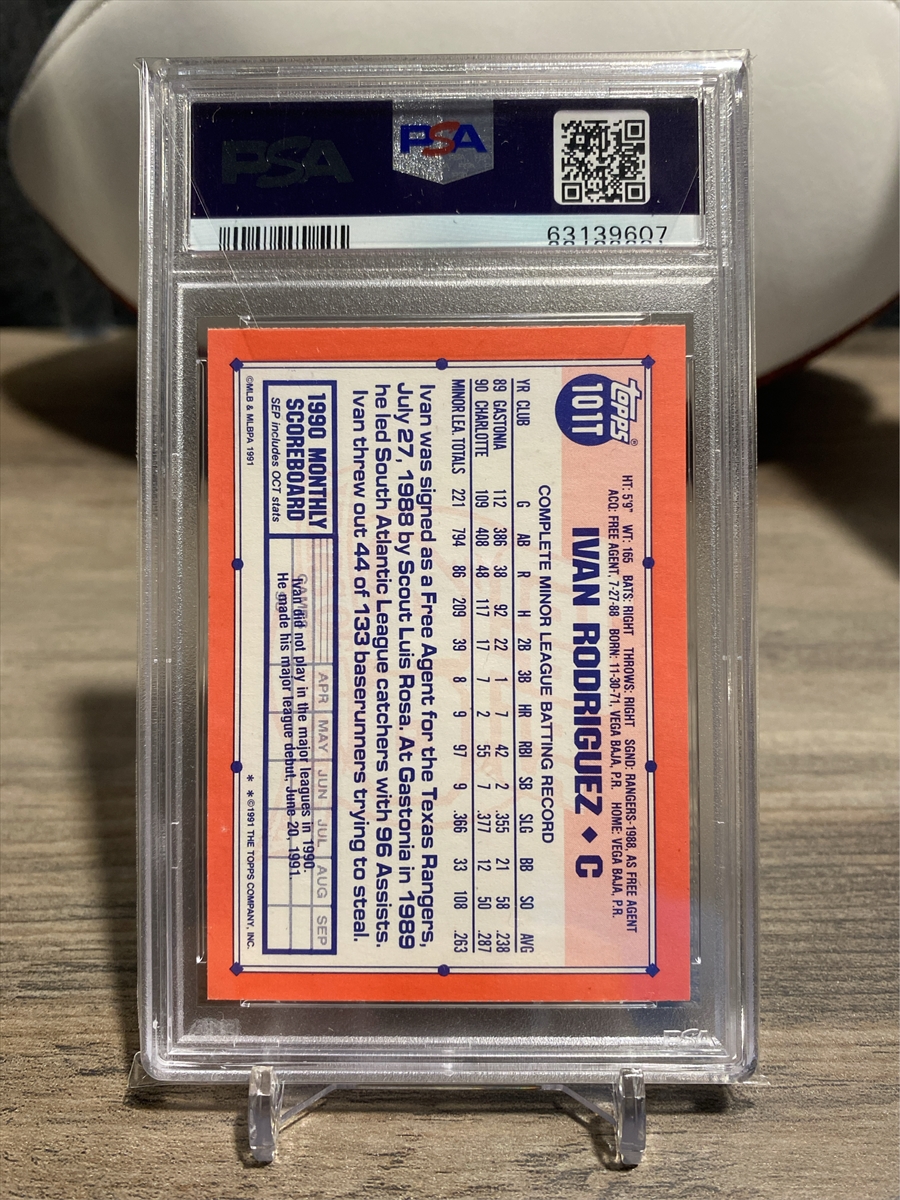 PSA
PSA
63139607
topps®
101T
IVAN RODRIGUEZ ♦ C
HT: 5'9" WT: 165 BATS: RIGHT THROWS: RIGHT SGND: RANGERS-1988, AS FREE AGENT
ACQ: FREE AGENT, 7-27-88 BORN: 11-30-71, VEGA BAJA, P.R. HOME: VEGA BAJA, P.R.
COMPLETE MINOR LEAGUE BATTING RECORD
YR CLUB G AB R H 2B 3B HR RBI SB SLG BB SO AVG
89 GASTONIA 112 386 38 92 22 1 7 42 2 .355 21 58 .238
90 CHARLOTTE 109 408 48 117 17 7 2 55 7 .377 12 50 .287
MINOR LEA. TOTALS 221 794 86 209 39 8 9 97 9 .366 33 108 .263
Ivan was signed as a Free Agent for the Texas Rangers,
July 27, 1988 by Scout Luis Rosa. At Gastonia in 1989
he led South Atlantic League catchers with 96 Assists.
Ivan threw out 44 of 133 baserunners trying to steal.
1990 MONTHLY
SCOREBOARD
SEP includes OCT stats
APR MAY JUN JUL AUG SEP
Ivan did not play in the major leagues in 1990.
He made his major league debut, June 20, 1991
©MLB & MLBPA 1991
* * ©1991 THE TOPPS COMPANY, INC.
PSA